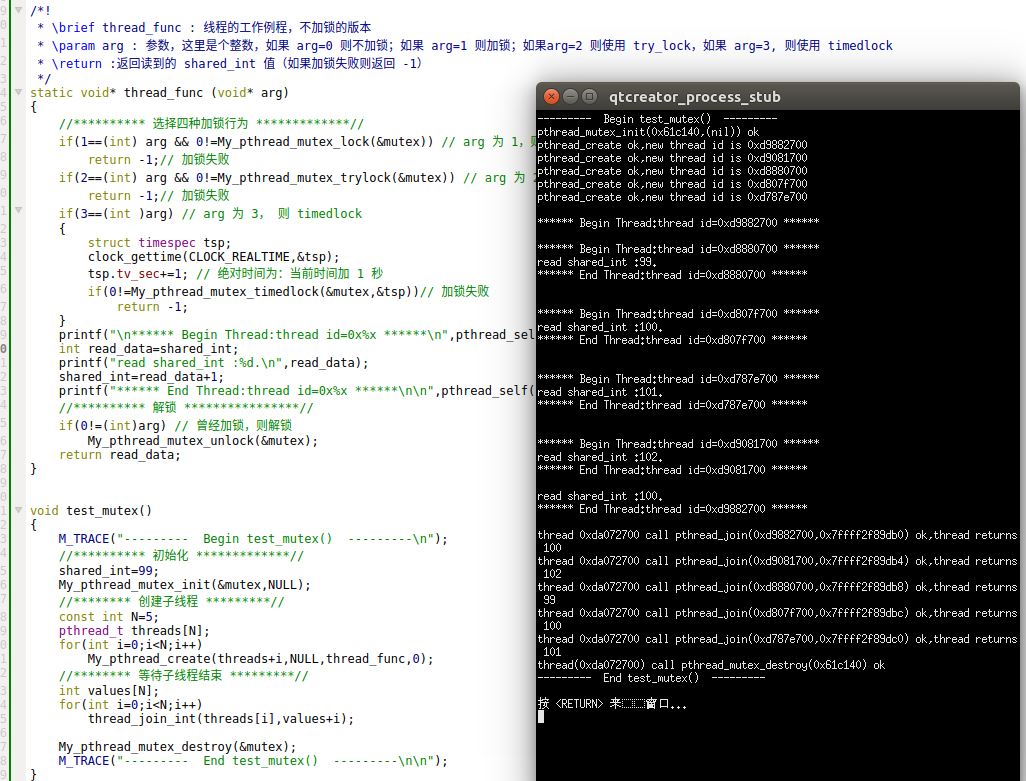 /*!
 * \brief thread_func : 线程的工作例程，不加锁的版本
 * \param arg : 参数，这里是个整数，如果 arg=0 则不加锁；如果 arg=1 则加锁；如果arg=2 则使用 try_lock，如果 arg=3, 则使用 timedlock
 * \return :返回读到的 shared_int 值（如果加锁失败则返回 -1）
 */
static void* thread_func (void* arg)
{
    //********** 选择四种加锁行为 *************//
    if(1==(int) arg && 0!=My_pthread_mutex_lock(&mutex)) // arg 为 1，
        return -1;// 加锁失败
    if(2==(int) arg && 0!=My_pthread_mutex_trylock(&mutex)) // arg 为
        return -1;// 加锁失败
    if(3==(int )arg) // arg 为 3， 则 timedlock
    {
        struct timespec tsp;
        clock_gettime(CLOCK_REALTIME,&tsp);
        tsp.tv_sec+=1; // 绝对时间为：当前时间加 1 秒
        if(0!=My_pthread_mutex_timedlock(&mutex,&tsp))// 加锁失败
            return -1;
    }
    printf("\n****** Begin Thread:thread id=0x%x ******\n",pthread_sel
    int read_data=shared_int;
    printf("read shared_int :%d.\n",read_data);
    shared_int=read_data+1;
    printf("****** End Thread:thread id=0x%x ******\n\n",pthread_self(
    //********** 解锁 ****************//
    if(0!=(int)arg) // 曾经加锁，则解锁
        My_pthread_mutex_unlock(&mutex);
    return read_data;
}
void test_mutex()
{
    M_TRACE("---------  Begin test_mutex()  ---------\n");
    //********** 初始化 *************//
    shared_int=99;
    My_pthread_mutex_init(&mutex,NULL);
    //******** 创建子线程 *********//
    const int N=5;
    pthread_t threads[N];
    for(int i=0;i<N;i++)
        My_pthread_create(threads+i,NULL,thread_func,0);
    //******** 等待子线程结束 *********//
    int values[N];
    for(int i=0;i<N;i++)
        thread_join_int(threads[i],values+i);
    My_pthread_mutex_destroy(&mutex);
    M_TRACE("---------  End test_mutex()  ---------\n\n");
}
qtcreator_process_stub
---------  Begin test_mutex()  ---------
pthread_mutex_init(0x61c140,(nil)) ok
pthread_create ok,new thread id is 0xd9882700
pthread_create ok,new thread id is 0xd9081700
pthread_create ok,new thread id is 0xd8880700
pthread_create ok,new thread id is 0xd807f700
pthread_create ok,new thread id is 0xd787e700
****** Begin Thread:thread id=0xd9882700 ******
****** Begin Thread:thread id=0xd8880700 ******
read shared_int :99.
****** End Thread:thread id=0xd8880700 ******
****** Begin Thread:thread id=0xd807f700 ******
read shared_int :100.
****** End Thread:thread id=0xd807f700 ******
****** Begin Thread:thread id=0xd787e700 ******
read shared_int :101.
****** End Thread:thread id=0xd787e700 ******
****** Begin Thread:thread id=0xd9081700 ******
read shared_int :102.
****** End Thread:thread id=0xd9081700 ******
read shared_int :100.
****** End Thread:thread id=0xd9882700 ******
thread 0xda072700 call pthread_join(0xd9882700,0x7ffff2f89db0) ok,thread returns
 100
thread 0xda072700 call pthread_join(0xd9081700,0x7ffff2f89db4) ok,thread returns
 102
thread 0xda072700 call pthread_join(0xd8880700,0x7ffff2f89db8) ok,thread returns
 99
thread 0xda072700 call pthread_join(0xd807f700,0x7ffff2f89dbc) ok,thread returns
 100
thread 0xda072700 call pthread_join(0xd787e700,0x7ffff2f89dc0) ok,thread returns
 101
thread(0xda072700) call pthread_mutex_destroy(0x61c140) ok
---------  End test_mutex()  ---------
按 <RETURN> 来窗口...